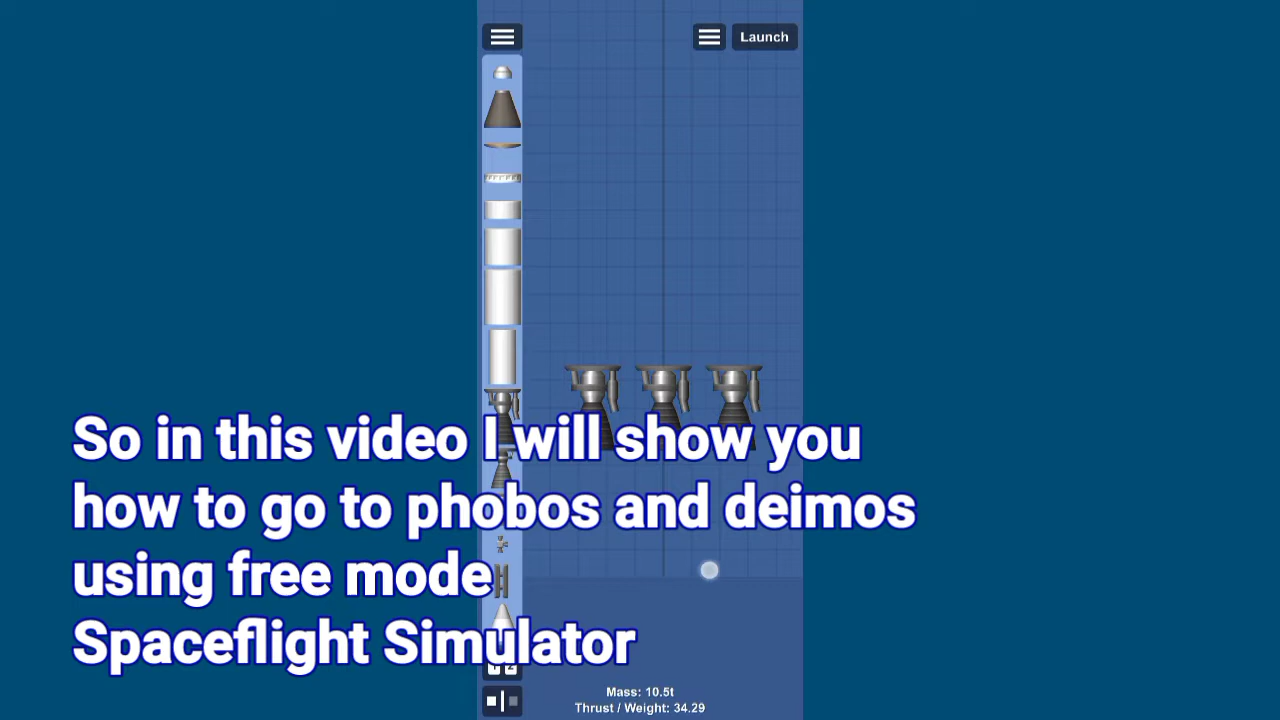 Launch
So in this video I will show you
how to go to phobos and deimos
using free mode
Spaceflight Simulator
Mass: 10.5t
Thrust / Weight: 34.29